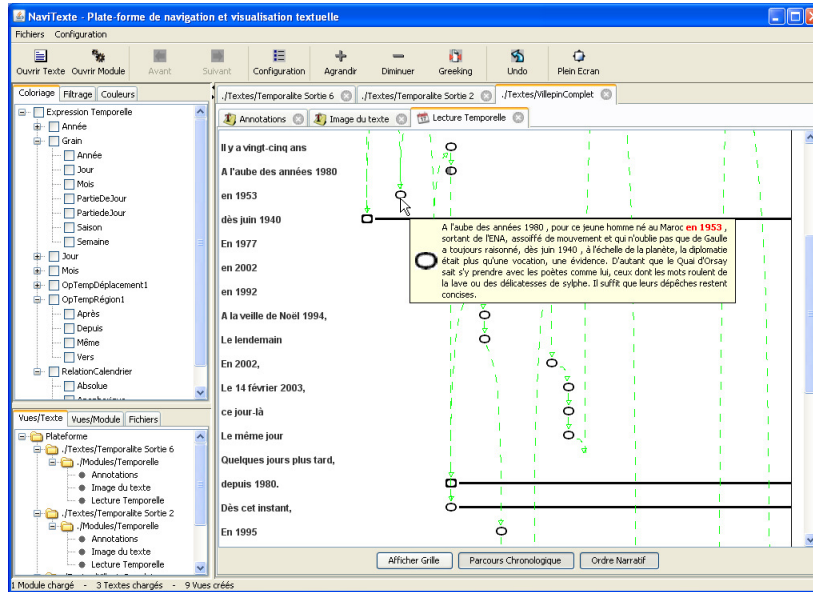 NaviTexte - Plate-forme de navigation et visualisation textuelle
Fichiers Configuration
Ouvrir Texte Ouvrir Module Avant Suivant Configuration Agrandir Diminuer Greeking Undo Plein Ecran
Coloriage Filtrage Couleurs
Expression Temporelle
Année
Grain
Année
Jour
Mois
PartieDeJour
PartiedeJour
Saison
Semaine
Jour
Mois
OpTempDéplacement1
OpTempRégion1
Après
Depuis
Même
Vers
RelationCalendrier
Absolue
Vues/Texte Vues/Module Fichiers
Plateforme
./Textes/Temporalite Sortie 6
./Modules/Temporelle
Annotations
Image du texte
Lecture Temporelle
./Textes/Temporalite Sortie 2
./Modules/Temporelle
Annotations
Image du texte
Lecture Temporelle
./Textes/Temporalite Sortie 6 ./Textes/Temporalite Sortie 2 ./Textes/VillepinComplet
Annotations Image du texte Lecture Temporelle
Il y a vingt-cinq ans
A l'aube des années 1980
en 1953
dès juin 1940
En 1977
en 2002
en 1992
A la veille de Noël 1994,
Le lendemain
En 2002,
Le 14 février 2003,
ce jour-là
Le même jour
Quelques jours plus tard,
depuis 1980.
Dès cet instant,
En 1995
A l'aube des années 1980 , pour ce jeune homme né au Maroc en 1953 ,
sortant de l'ENA, assoiffé de mouvement et qui n'oublie pas que de Gaulle
a toujours raisonné, dès juin 1940 , à l'échelle de la planète, la diplomatie
était plus qu'une vocation, une évidence. D'autant que le Quai d'Orsay
sait s'y prendre avec les poètes comme lui, ceux dont les mots roulent de
la lave ou des délicatesses de sylphe. Il suffit que leurs dépêches restent
concises.
Afficher Grille Parcours Chronologique Ordre Narratif
1 Module chargé - 3 Textes chargés - 9 Vues créés